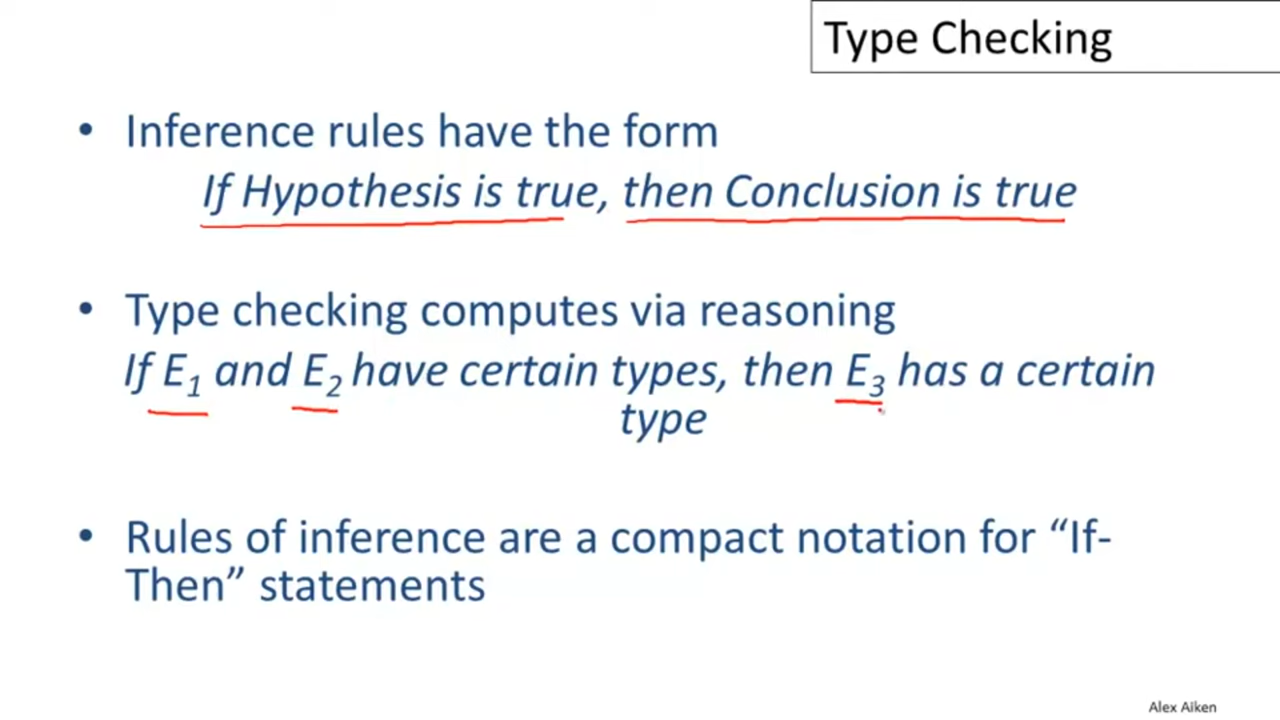 Type Checking
• Inference rules have the form
If Hypothesis is true, then Conclusion is true
• Type checking computes via reasoning
If E₁ and E₂ have certain types, then E₃ has a certain
type
• Rules of inference are a compact notation for “If-
Then” statements
Alex Aiken